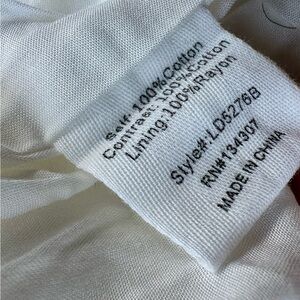 Self: 100% Cotton
Contrast: 100% Cotton
Lining: 100% Rayon
Style#: LD5276B
RN#134907
MADE IN CHINA